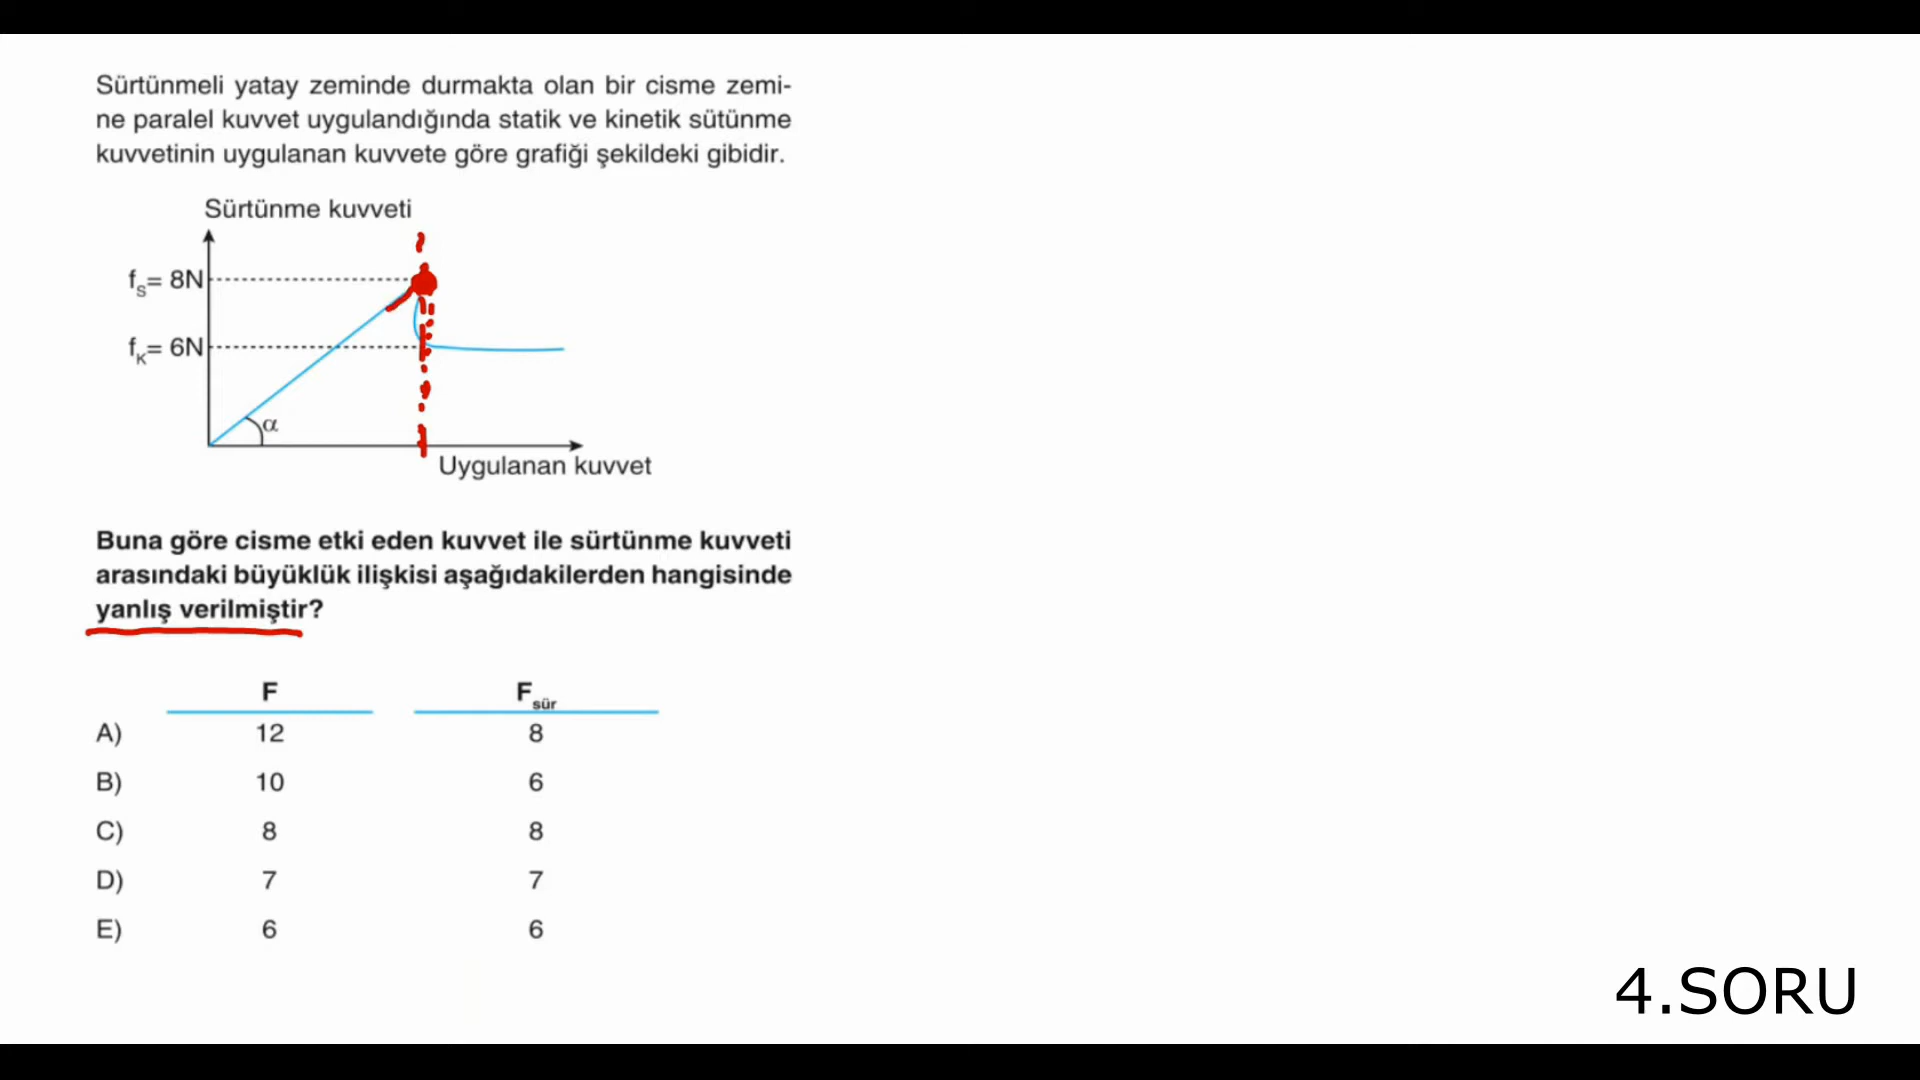 Sürtünmeli yatay zeminde durmakta olan bir cisme zemi-
ne paralel kuvvet uygulandığında statik ve kinetik sütünme
kuvvetinin uygulanan kuvvete göre grafiği şekildeki gibidir.
Sürtünme kuvveti
fS= 8N
fK= 6N
α
Uygulanan kuvvet
Buna göre cisme etki eden kuvvet ile sürtünme kuvveti
arasındaki büyüklük ilişkisi aşağıdakilerden hangisinde
yanlış verilmiştir?
F Fsür
A) 12 8
B) 10 6
C) 8 8
D) 7 7
E) 6 6
4.SORU